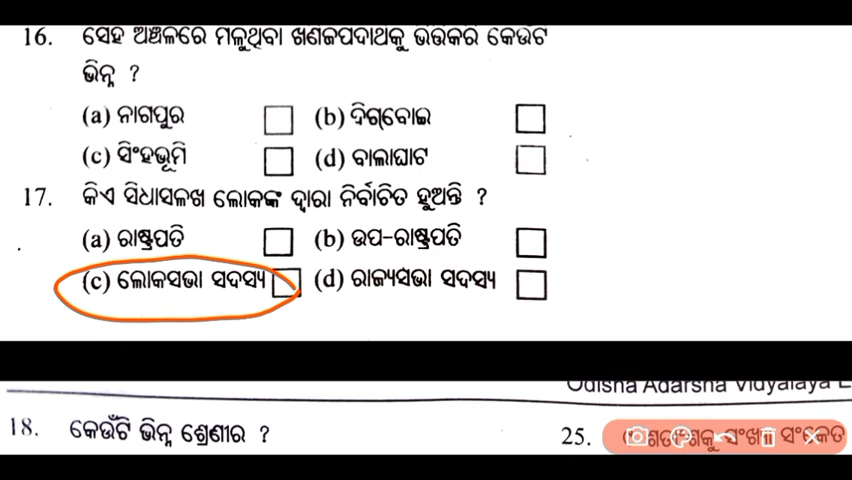 16. ସେହି ଅଞ୍ଚଳରେ ମିଳୁଥିବା ଖଣିଜପଦାର୍ଥକୁ ଭିତ୍ତିକରି କେଉଁଟି
ଭିନ୍ନ ?
(a) ନାଗପୁର (b) ଦିଗ୍‌ବୋଇ
(c) ସିଂହଭୂମି (d) ବାଲାଘାଟ
17. କିଏ ସିଧାସଳଖ ଲୋକଙ୍କ ଦ୍ୱାରା ନିର୍ବାଚିତ ହୁଅନ୍ତି ?
(a) ରାଷ୍ଟ୍ରପତି (b) ଉପ-ରାଷ୍ଟ୍ରପତି
(c) ଲୋକସଭା ସଦସ୍ୟ (d) ରାଜ୍ୟସଭା ସଦସ୍ୟ
Odisha Adarsha Vidyalaya E
18. କେଉଁଟି ଭିନ୍ନ ଶ୍ରେଣୀର ?
25. ସଂଖ୍ୟା ସଂକେତ